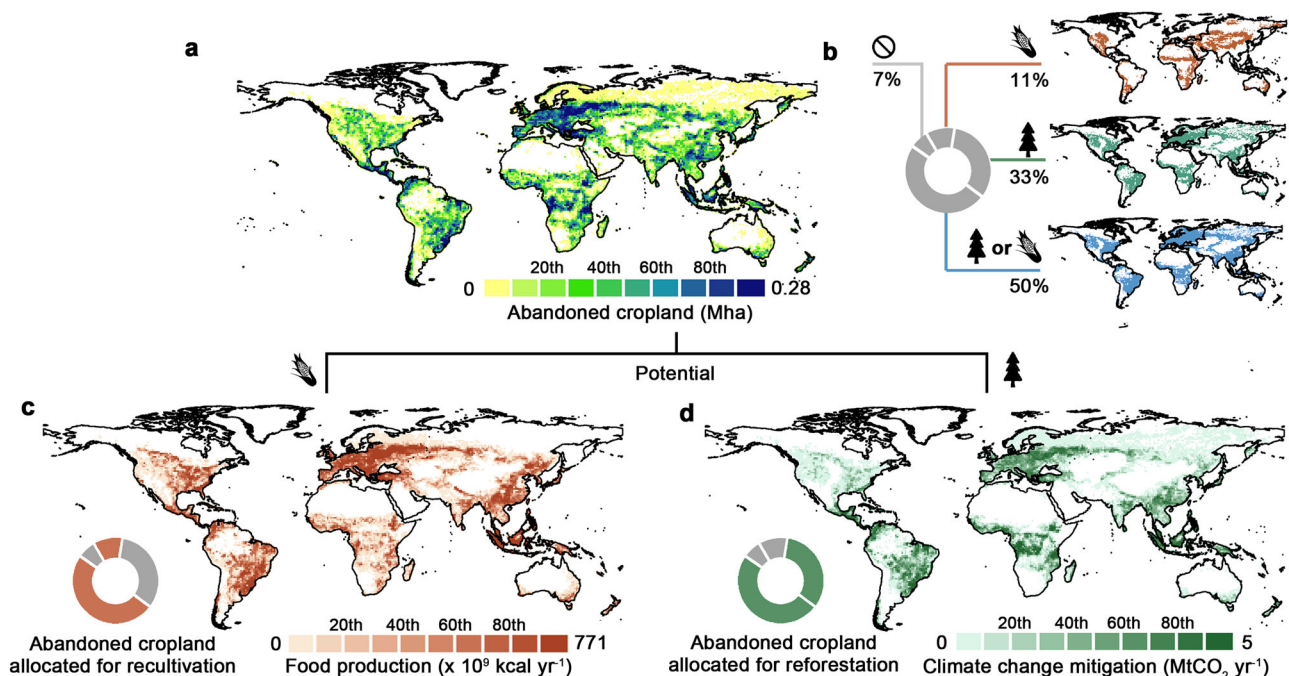 a
20th 40th 60th 80th
0 0.28
Abandoned cropland (Mha)
b
7%
11%
33%
or
50%
Potential
c
20th 40th 60th 80th
0 771
Food production (x 10⁹ kcal yr⁻¹)
Abandoned cropland
allocated for recultivation
d
20th 40th 60th 80th
0 5
Climate change mitigation (MtCO₂ yr⁻¹)
Abandoned cropland
allocated for reforestation